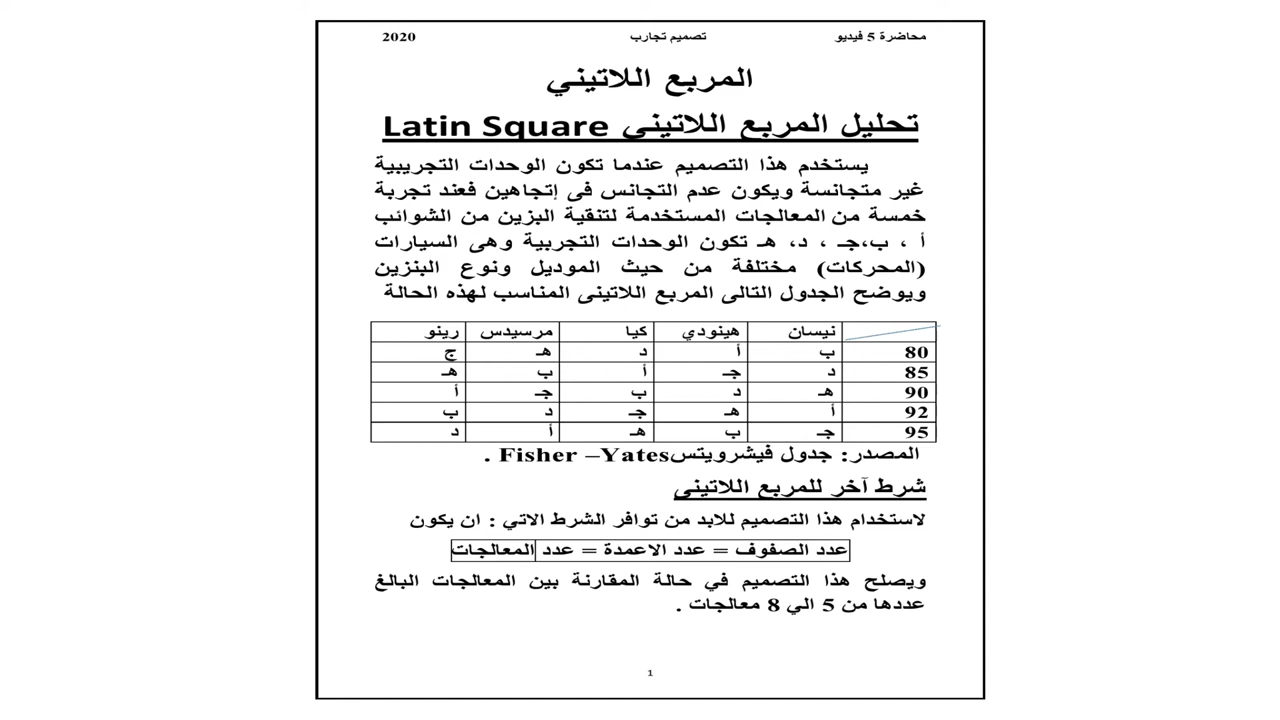 محاضرة 5 فيديو تصميم تجارب 2020
المربع اللاتيني
تحليل المربع اللاتيني Latin Square
يستخدم هذا التصميم عندما تكون الوحدات التجريبية
غير متجانسة ويكون عدم التجانس فى إتجاهين فعند تجربة
خمسة من المعالجات المستخدمة لتنقية البزين من الشوائب
أ ، ب،جـ ، د، هـ تكون الوحدات التجربية وهى السيارات
(المحركات) مختلفة من حيث الموديل ونوع البنزين
ويوضح الجدول التالى المربع اللاتينى المناسب لهذه الحالة
نيسان هينودي كيا مرسيدس رينو
80 ب أ د هـ ج
85 د جـ أ ب هـ
90 هـ د ب جـ أ
92 أ هـ جـ د ب
95 جـ ب هـ أ د
المصدر: جدول فيشرويتس Fisher –Yates .
شرط آخر للمربع اللاتينى
لاستخدام هذا التصميم للابد من توافر الشرط الاتي : ان يكون
عدد الصفوف = عدد الاعمدة = عدد المعالجات
ويصلح هذا التصميم في حالة المقارنة بين المعالجات البالغ
عددها من 5 الي 8 معالجات .
1